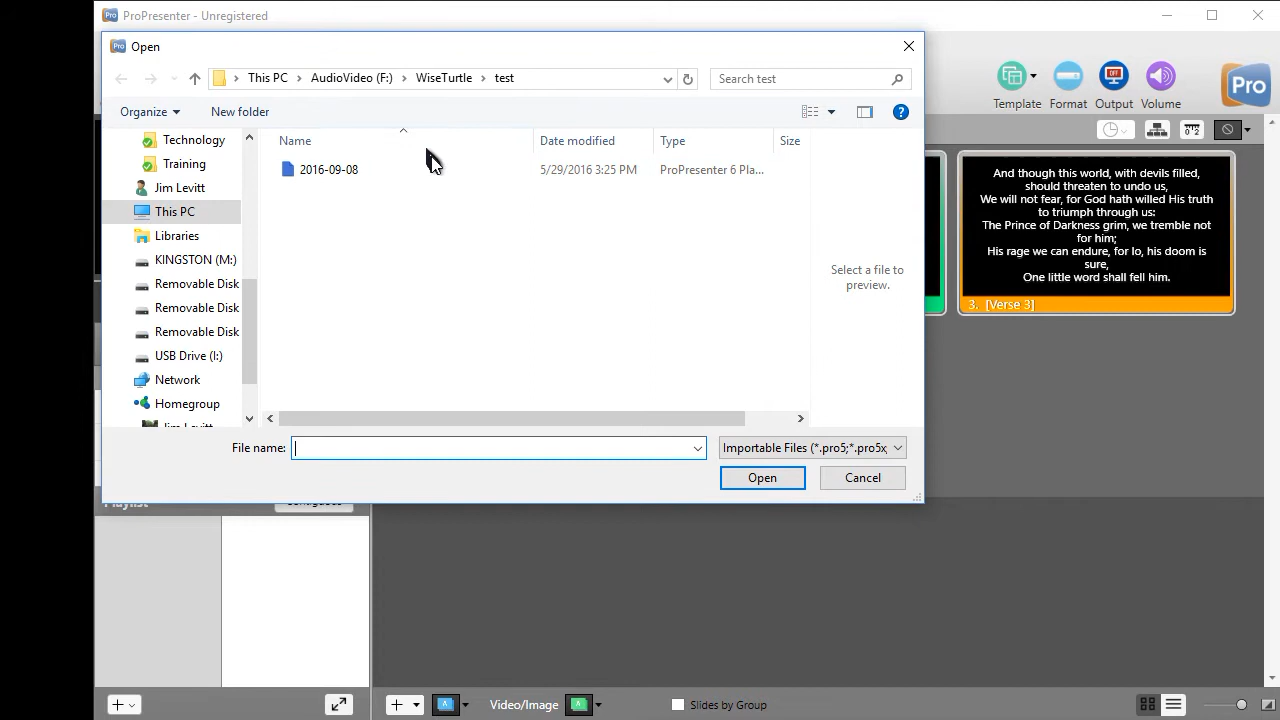 Pro ProPresenter - Unregistered
Pro Open
This PC AudioVideo (F:) WiseTurtle test
Search test
Organize New folder
Technology
Training
Jim Levitt
This PC
Libraries
KINGSTON (M:)
Removable Disk
Removable Disk
Removable Disk
USB Drive (I:)
Network
Homegroup
Jim Levitt
Name Date modified Type Size
2016-09-08 5/29/2016 3:25 PM ProPresenter 6 Pla...
Select a file to
preview.
File name:
Importable Files (*.pro5;*.pro5x
Open Cancel
Template Format Output Volume
Pro
And though this world, with devils filled,
should threaten to undo us,
We will not fear, for God hath willed His truth
to triumph through us:
The Prince of Darkness grim, we tremble not
for him;
His rage we can endure, for lo, his doom is
sure,
One little word shall fell him.
3. [Verse 3]
Playlist
Video/Image
Slides by Group